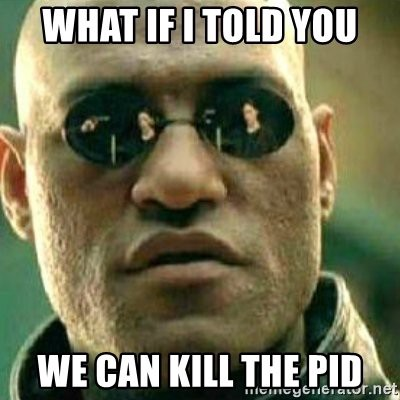 WHAT IF I TOLD YOU
WE CAN KILL THE PID
memegenerator.net